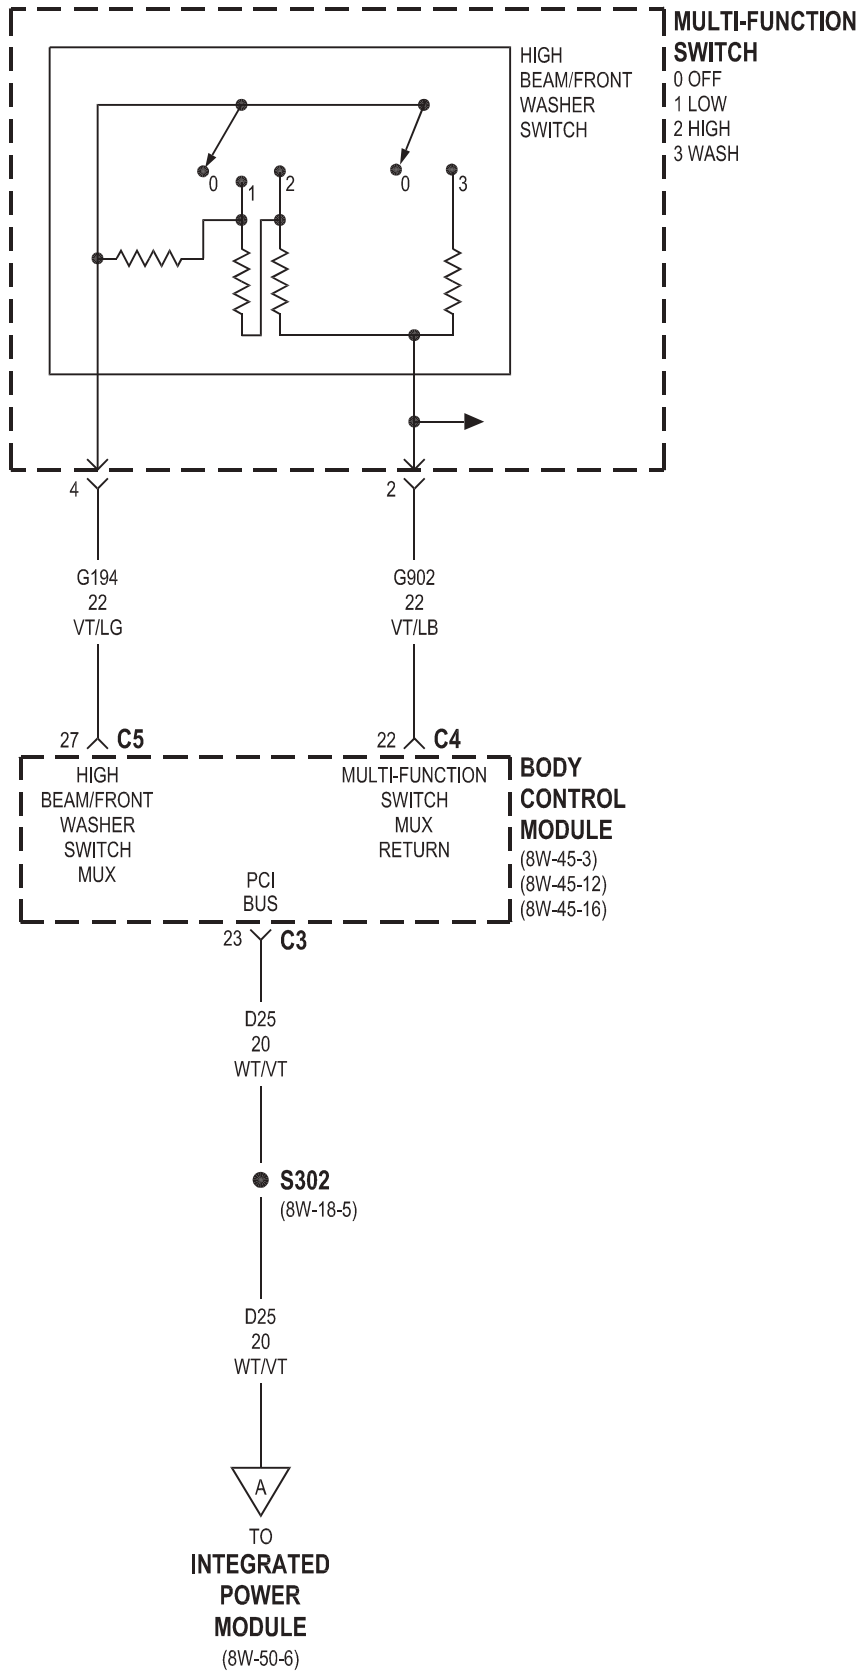 MULTI-FUNCTION
SWITCH
0 OFF
1 LOW
2 HIGH
3 WASH
HIGH
BEAM/FRONT
WASHER
SWITCH
0
1
2
0
3
4
2
G194
22
VT/LG
G902
22
VT/LB
27 C5
22 C4
HIGH
BEAM/FRONT
WASHER
SWITCH
MUX
MULTI-FUNCTION
SWITCH
MUX
RETURN
BODY
CONTROL
MODULE
(8W-45-3)
(8W-45-12)
(8W-45-16)
PCI
BUS
23 C3
D25
20
WT/VT
S302
(8W-18-5)
D25
20
WT/VT
A
TO
INTEGRATED
POWER
MODULE
(8W-50-6)